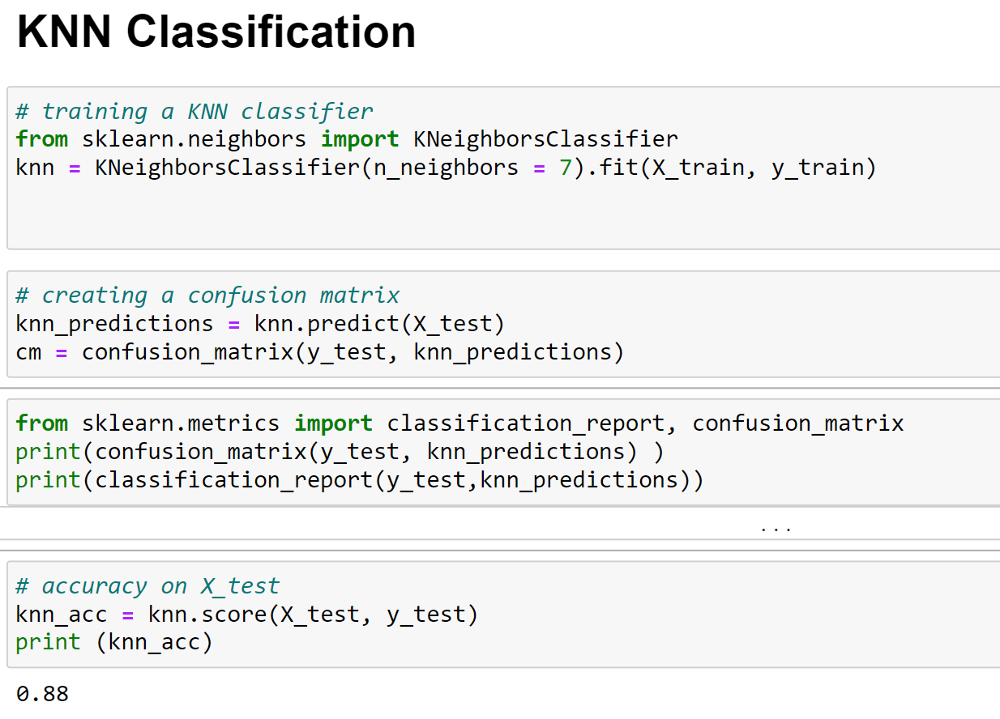 KNN Classification
# training a KNN classifier
from sklearn.neighbors import KNeighborsClassifier
knn = KNeighborsClassifier(n_neighbors = 7).fit(X_train, y_train)
# creating a confusion matrix
knn_predictions = knn.predict(X_test)
cm = confusion_matrix(y_test, knn_predictions)
from sklearn.metrics import classification_report, confusion_matrix
print(confusion_matrix(y_test, knn_predictions) )
print(classification_report(y_test,knn_predictions))
...
# accuracy on X_test
knn_acc = knn.score(X_test, y_test)
print (knn_acc)
0.88